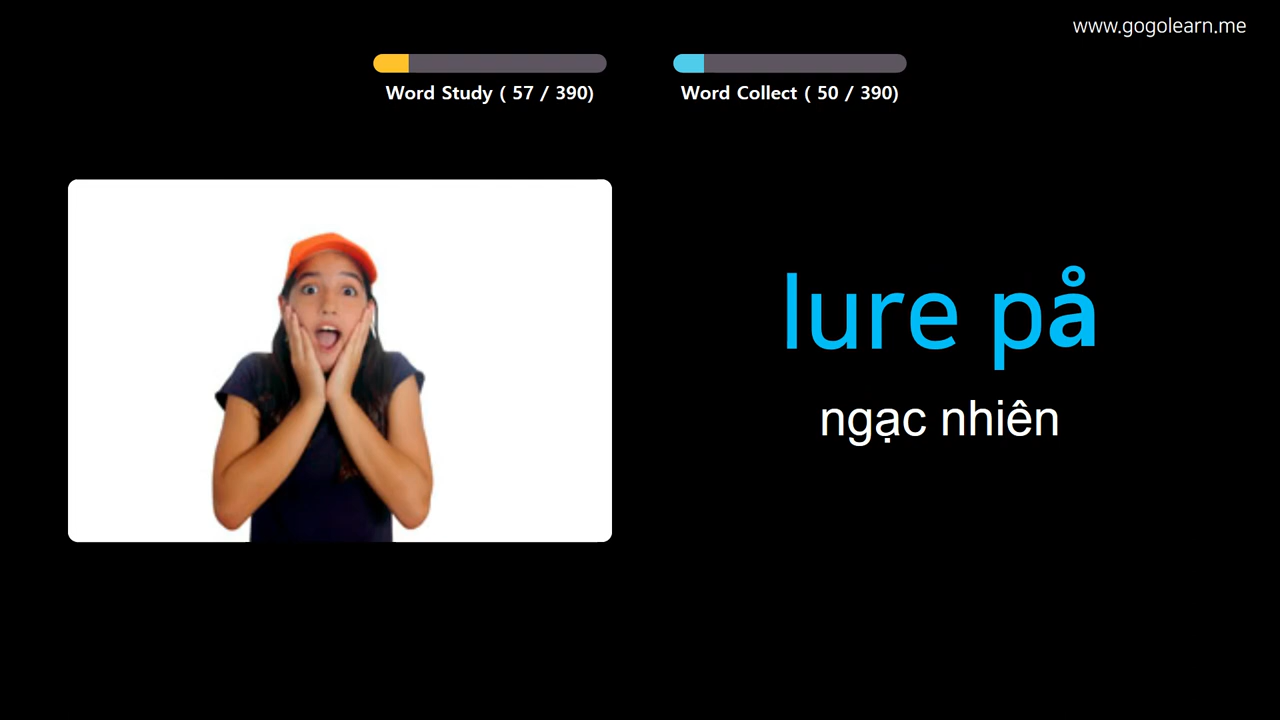 www.gogolearn.me
Word Study ( 57 / 390)
Word Collect ( 50 / 390)
lure på
ngạc nhiên